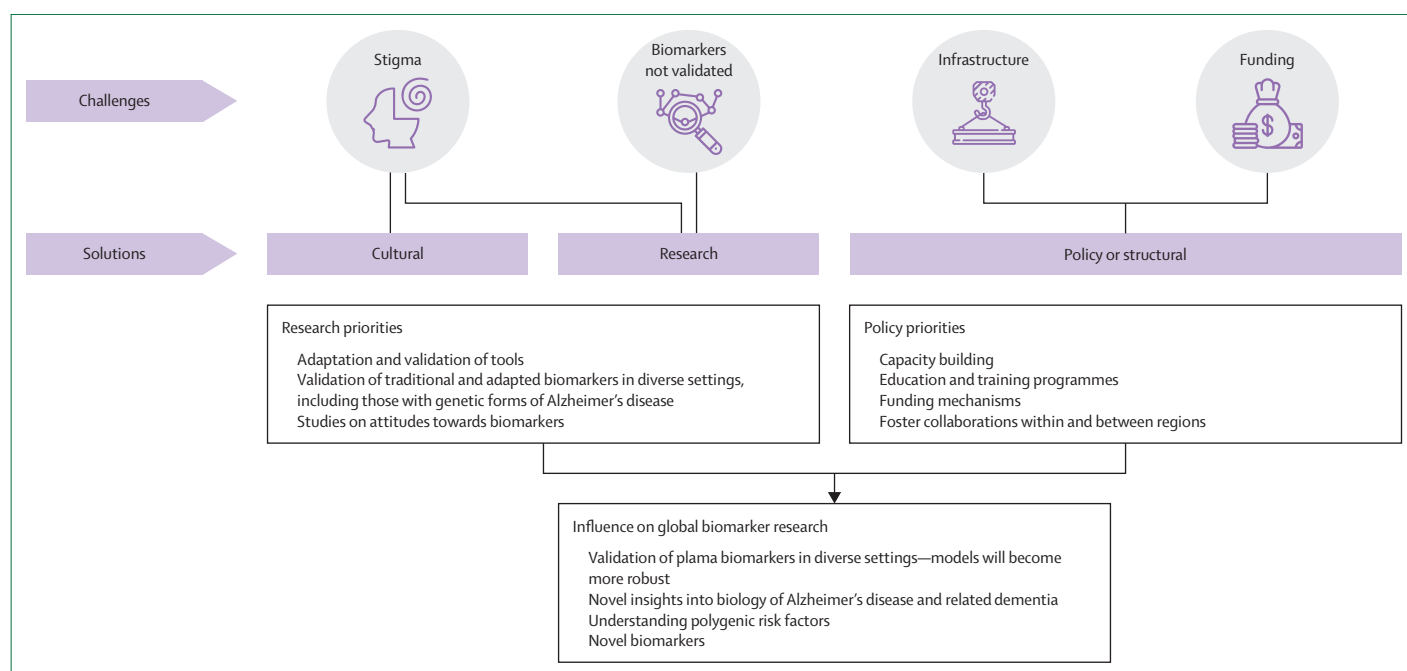 Challenges
Stigma
Biomarkers
not validated
Infrastructure
Funding
$
Solutions
Cultural
Research
Policy or structural
Research priorities
Adaptation and validation of tools
Validation of traditional and adapted biomarkers in diverse settings,
including those with genetic forms of Alzheimer’s disease
Studies on attitudes towards biomarkers
Policy priorities
Capacity building
Education and training programmes
Funding mechanisms
Foster collaborations within and between regions
Influence on global biomarker research
Validation of plama biomarkers in diverse settings—models will become
more robust
Novel insights into biology of Alzheimer’s disease and related dementia
Understanding polygenic risk factors
Novel biomarkers